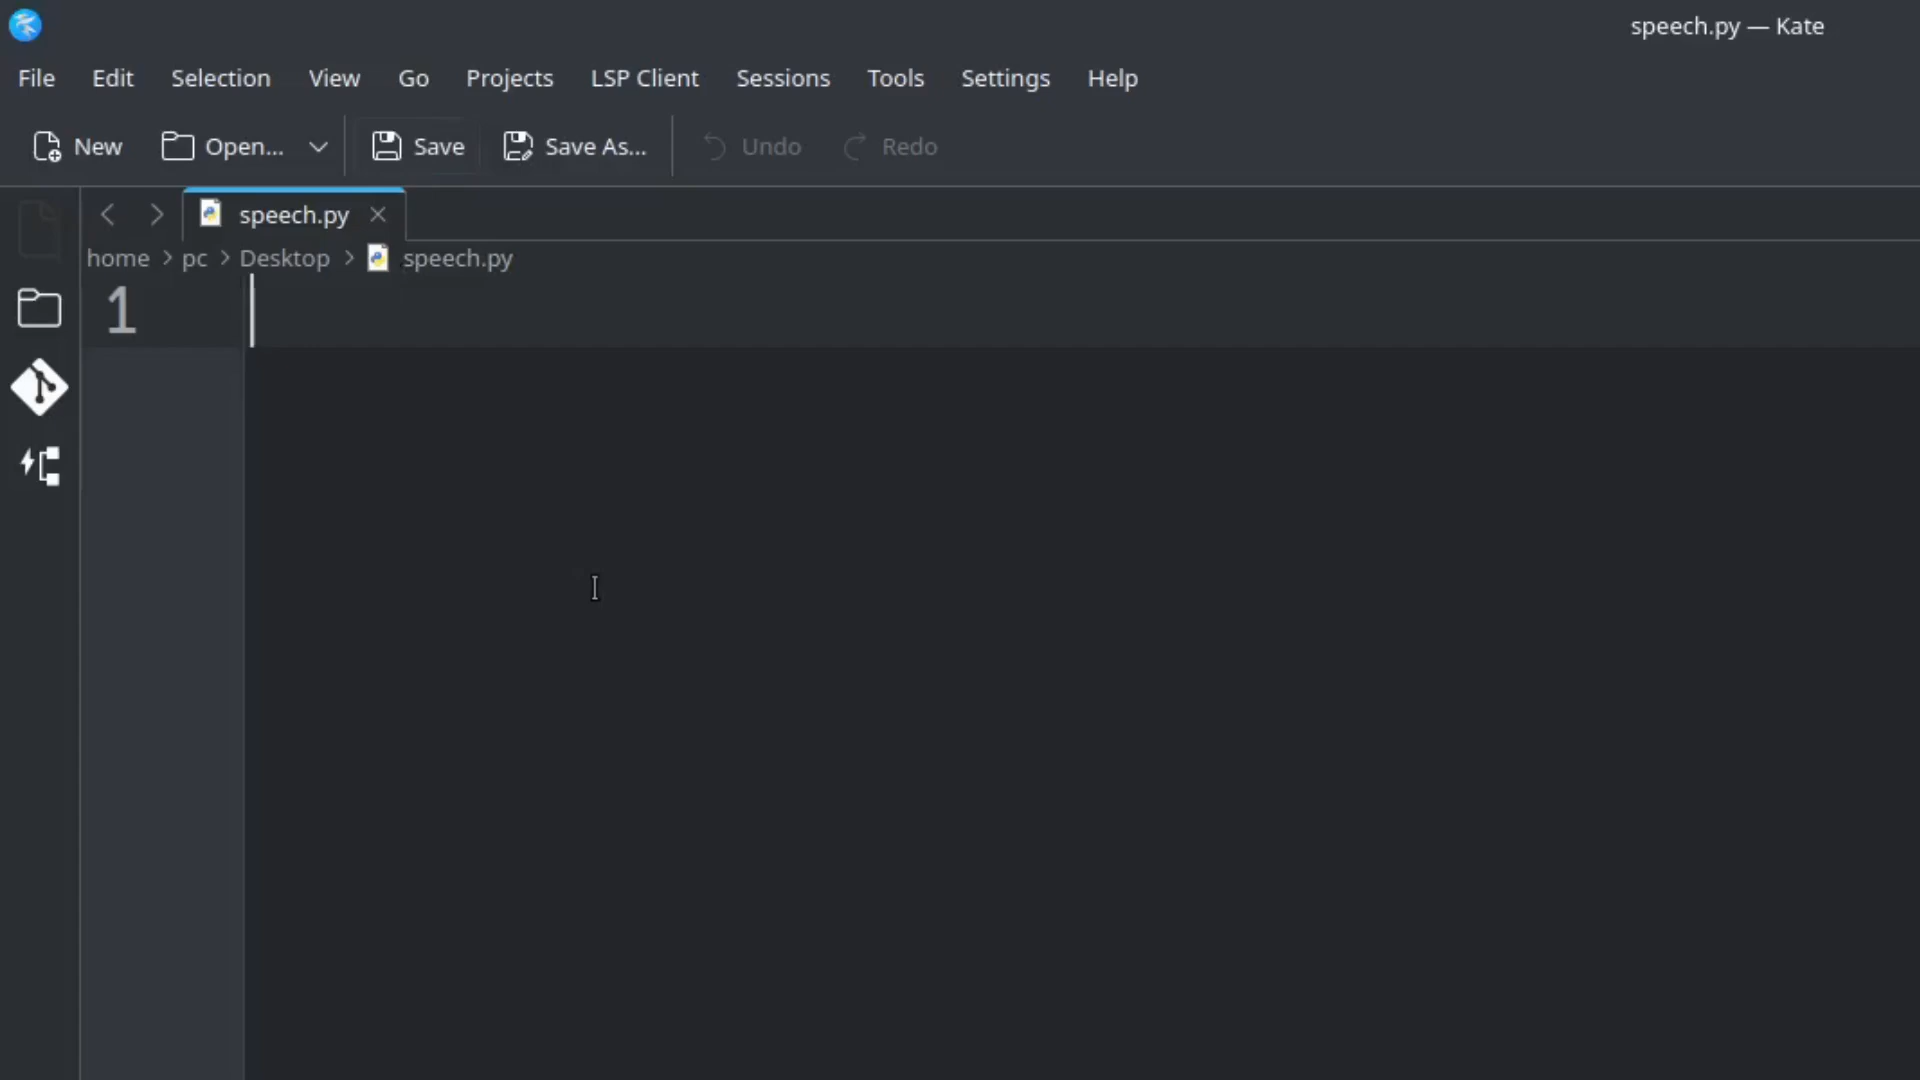 speech.py — Kate
File Edit Selection View Go Projects LSP Client Sessions Tools Settings Help
New Open... Save Save As... Undo Redo
speech.py
home > pc > Desktop > speech.py
1